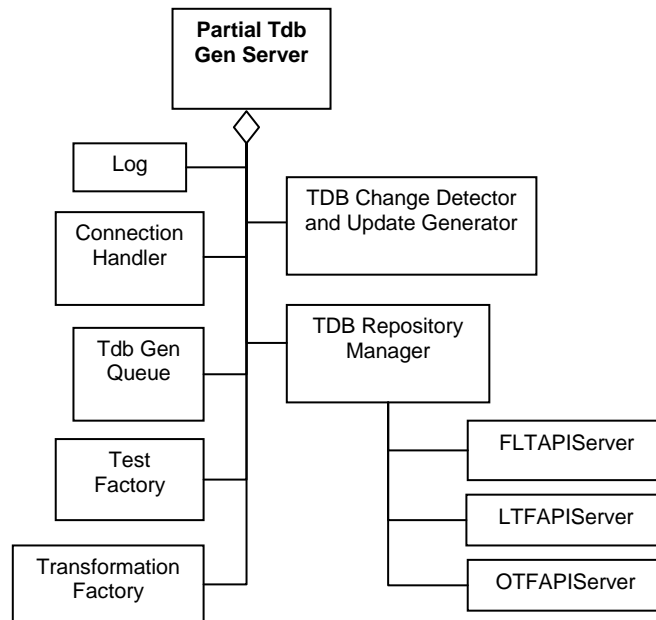 Partial Tdb
Gen Server
Log
TDB Change Detector
and Update Generator
Connection
Handler
TDB Repository
Manager
Tdb Gen
Queue
FLTAPIServer
Test
Factory
LTFAPIServer
Transformation
Factory
OTFAPIServer